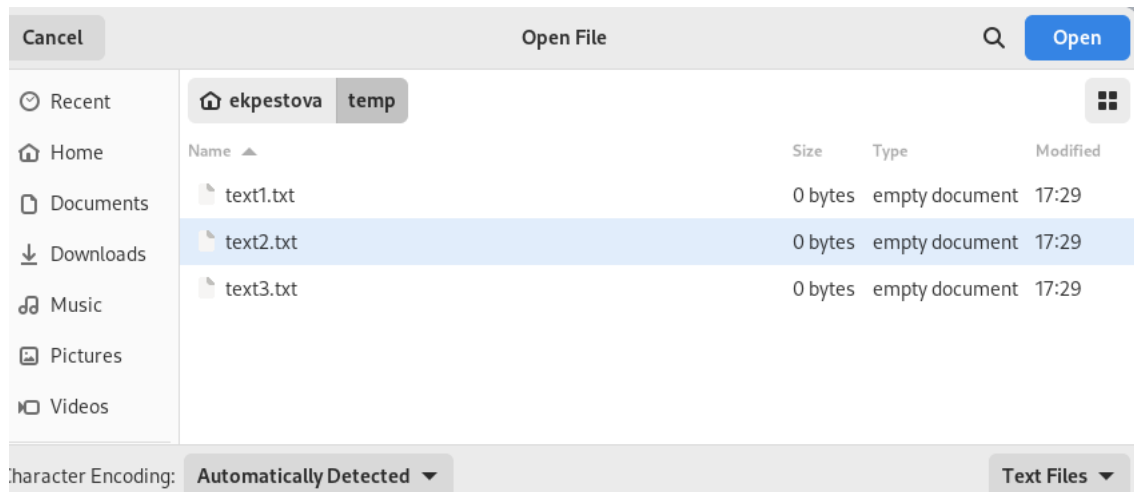 Cancel Open File Open
Recent
Home
Documents
Downloads
Music
Pictures
Videos
ekpestova temp
Name Size Type Modified
text1.txt 0 bytes empty document 17:29
text2.txt 0 bytes empty document 17:29
text3.txt 0 bytes empty document 17:29
Character Encoding: Automatically Detected Text Files